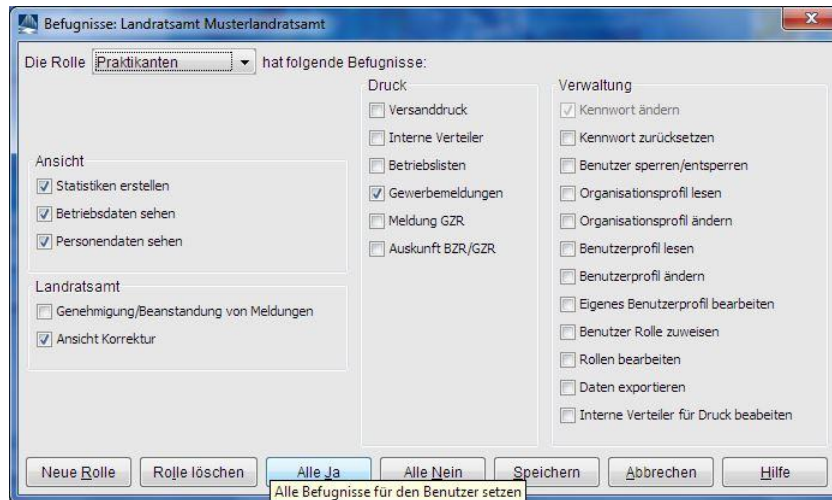 Befugnisse: Landratsamt Musterlandratsamt
Die Rolle Praktikanten hat folgende Befugnisse:
Ansicht
Statistiken erstellen
Betriebsdaten sehen
Personendaten sehen
Landratsamt
Genehmigung/Beanstandung von Meldungen
Ansicht Korrektur
Druck
Versanddruck
Interne Verteiler
Betriebslisten
Gewerbemeldungen
Meldung GZR
Auskunft BZR/GZR
Verwaltung
Kennwort ändern
Kennwort zurücksetzen
Benutzer sperren/entsperren
Organisationsprofil lesen
Organisationsprofil ändern
Benutzerprofil lesen
Benutzerprofil ändern
Eigenes Benutzerprofil bearbeiten
Benutzer Rolle zuweisen
Rollen bearbeiten
Daten exportieren
Interne Verteiler für Druck beabeiten
Neue Rolle Rolle löschen Alle Ja Alle Nein Speichern Abbrechen Hilfe
Alle Befugnisse für den Benutzer setzen